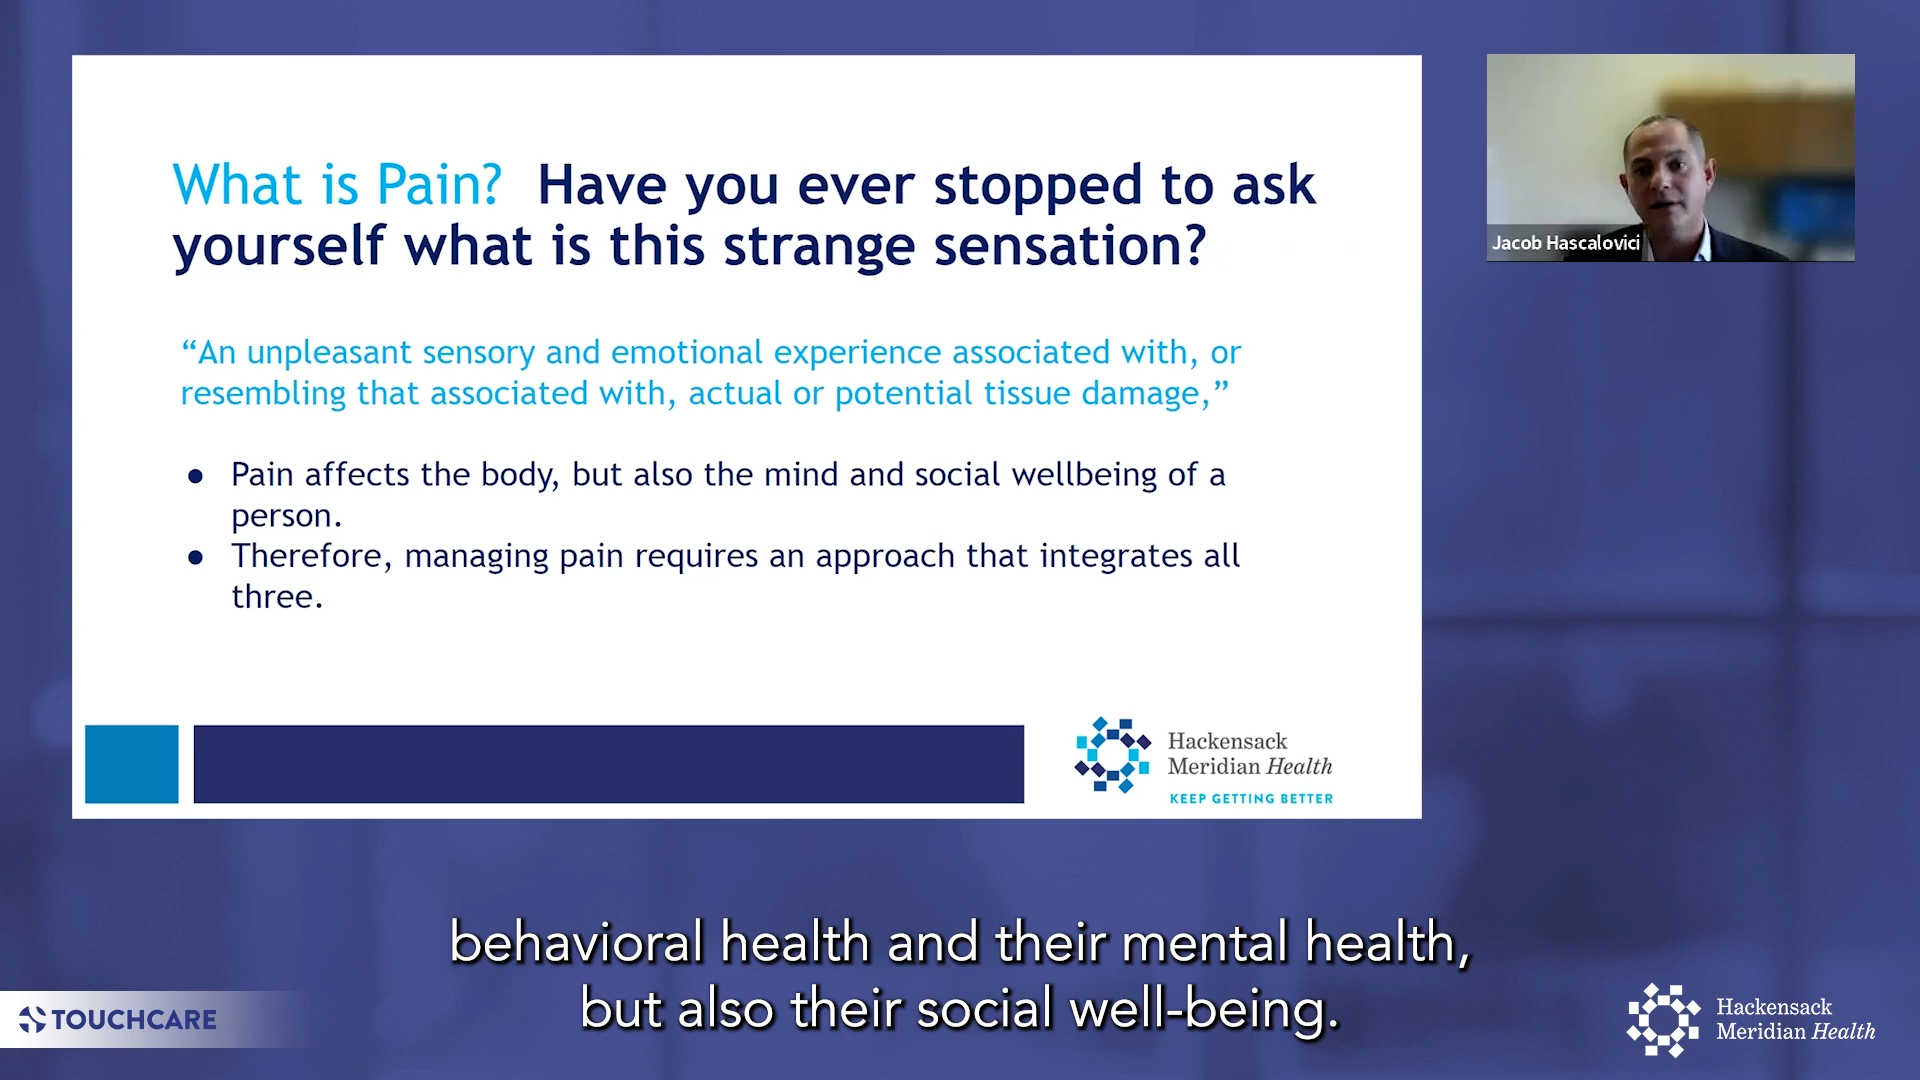 What is Pain? Have you ever stopped to ask
yourself what is this strange sensation?
“An unpleasant sensory and emotional experience associated with, or
resembling that associated with, actual or potential tissue damage,”
● Pain affects the body, but also the mind and social wellbeing of a
person.
● Therefore, managing pain requires an approach that integrates all
three.
Hackensack
Meridian Health
KEEP GETTING BETTER
Jacob Hascalovici
behavioral health and their mental health,
but also their social well-being.
TOUCHCARE
Hackensack
Meridian Health